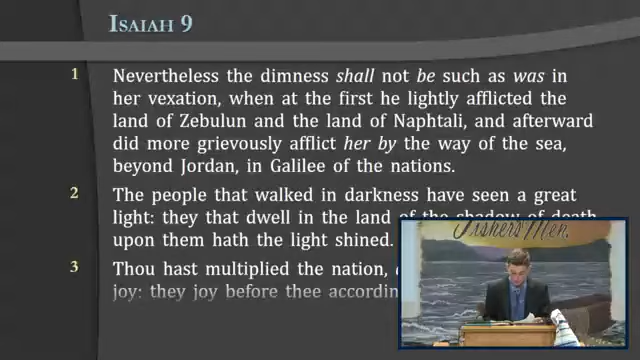 ISAIAH 9
1 Nevertheless the dimness shall not be such as was in
her vexation, when at the first he lightly afflicted the
land of Zebulun and the land of Naphtali, and afterward
did more grievously afflict her by the way of the sea,
beyond Jordan, in Galilee of the nations.
2 The people that walked in darkness have seen a great
light: they that dwell in the land of the shadow of death,
upon them hath the light shined.
3 Thou hast multiplied the nation,
joy: they joy before thee
Fishers Men